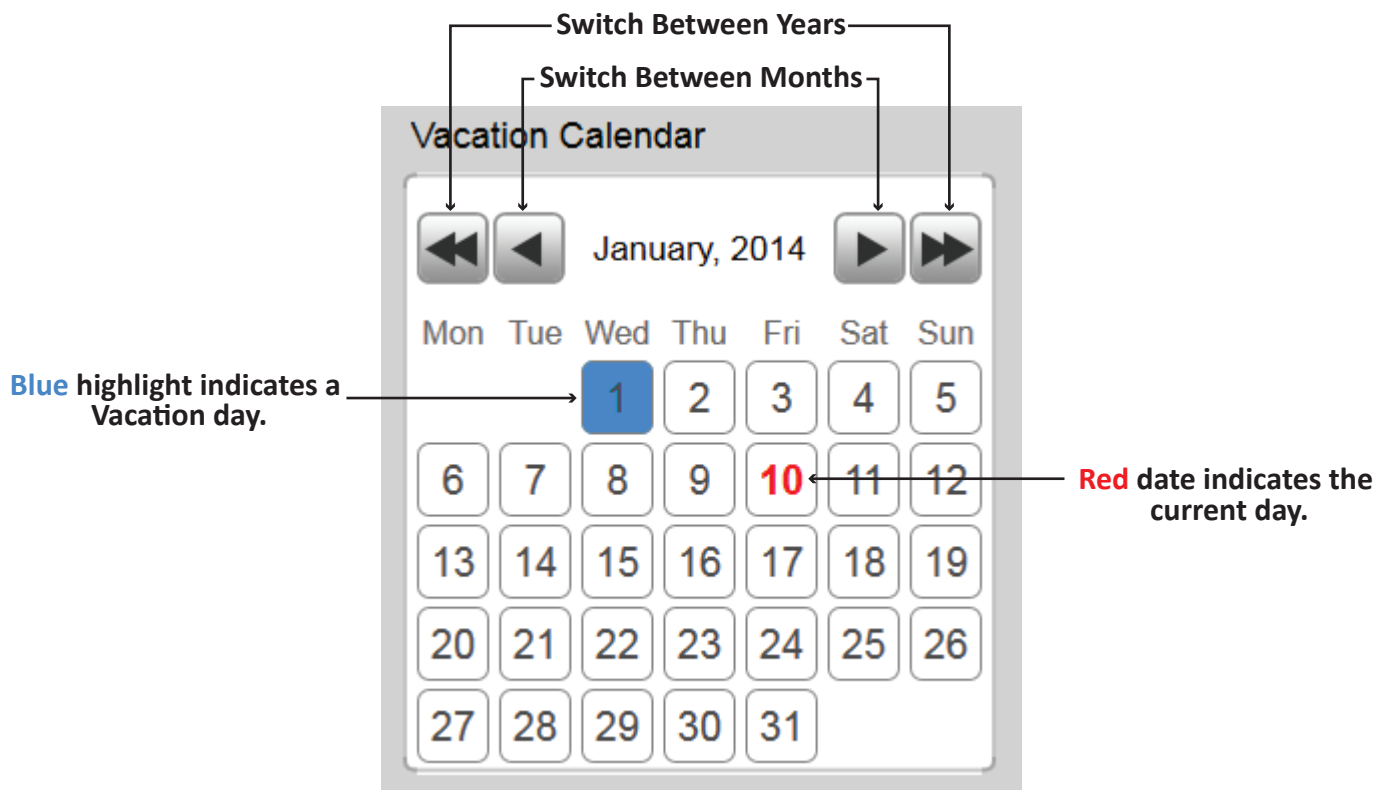 Switch Between Years
Switch Between Months
Vacation Calendar
January, 2014
Mon Tue Wed Thu Fri Sat Sun
1 2 3 4 5
Blue highlight indicates a
Vacation day.
6 7 8 9 10 11 12
Red date indicates the
current day.
13 14 15 16 17 18 19
20 21 22 23 24 25 26
27 28 29 30 31